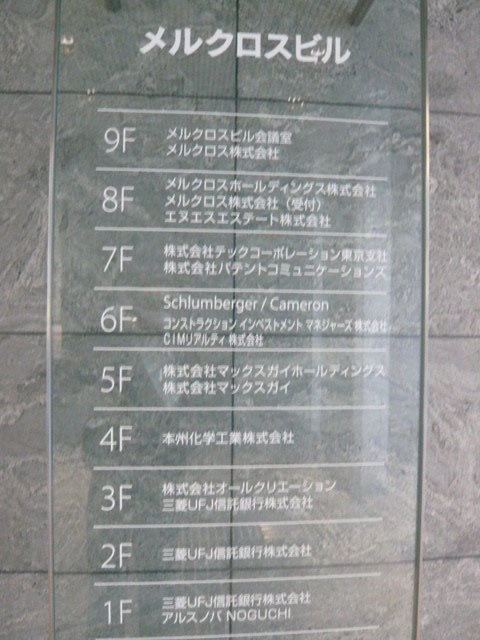 メルクロスビル
9F メルクロスビル会議室
メルクロス株式会社
8F メルクロスホールディングス株式会社
メルクロス株式会社（受付）
エヌエスエステート株式会社
7F 株式会社テックコーポレーション東京支社
株式会社パテントコミュニケーションズ
6F Schlumberger / Cameron
コンストラクション インベストメント マネジャーズ 株式会社
CIMリアルティ 株式会社
5F 株式会社マックスガイホールディングス
株式会社マックスガイ
4F 本州化学工業株式会社
3F 株式会社オールクリエーション
三菱UFJ信託銀行株式会社
2F 三菱UFJ信託銀行株式会社
1F 三菱UFJ信託銀行株式会社
アルスノバ NOGUCHI